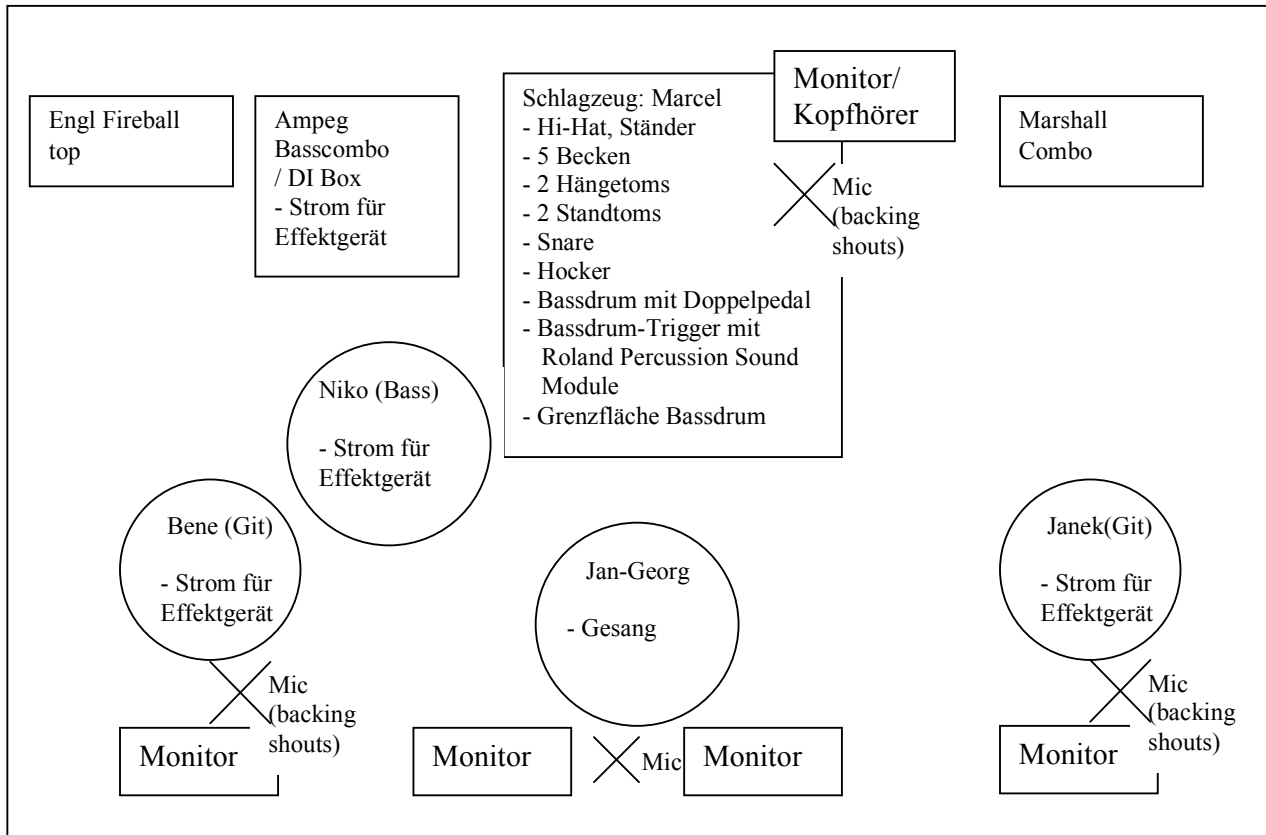 Engl Fireball
top
Ampeg
Basscombo
/ DI Box
- Strom für
Effektgerät
Schlagzeug: Marcel
- Hi-Hat, Ständer
- 5 Becken
- 2 Hängetoms
- 2 Standtoms
- Snare
- Hocker
- Bassdrum mit Doppelpedal
- Bassdrum-Trigger mit
Roland Percussion Sound
Module
- Grenzfläche Bassdrum
Monitor/
Kopfhörer
Mic
(backing
shouts)
Marshall
Combo
Niko (Bass)
- Strom für
Effektgerät
Bene (Git)
- Strom für
Effektgerät
Jan-Georg
- Gesang
Janek(Git)
- Strom für
Effektgerät
Mic
(backing
shouts)
Monitor
Monitor
Mic
Monitor
Mic
(backing
shouts)
Monitor